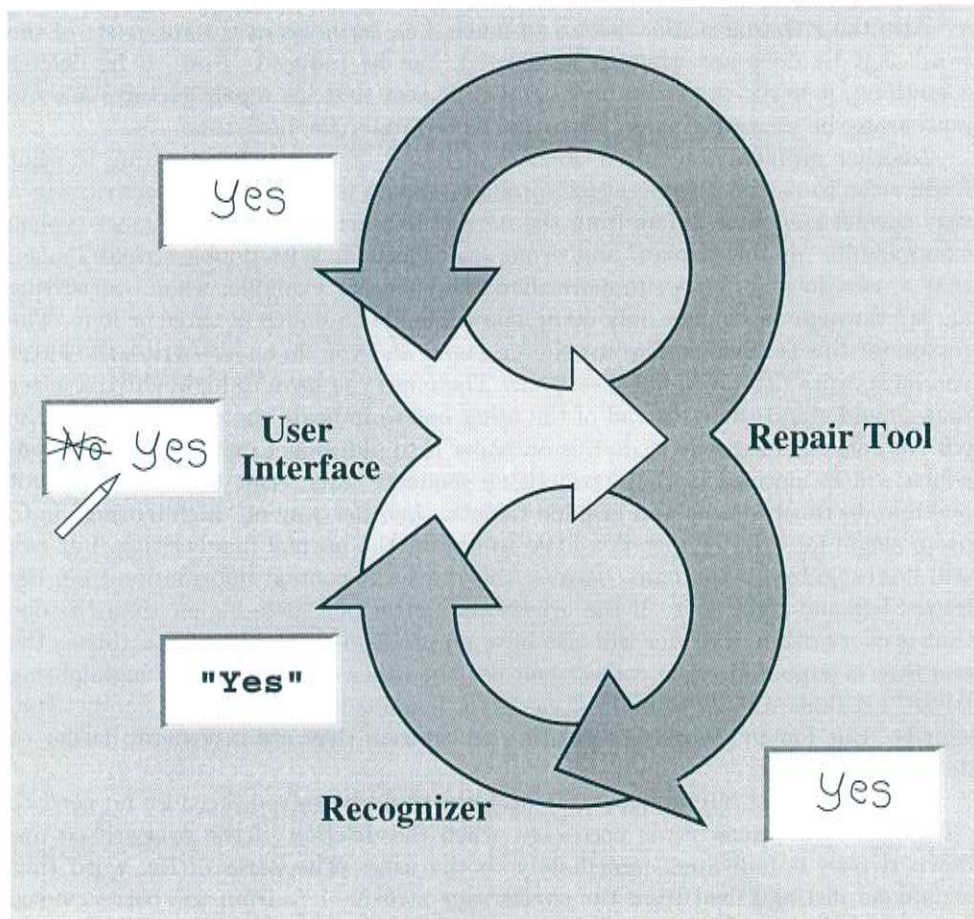 Yes
No Yes
User
Interface
Repair Tool
"Yes"
Recognizer
Yes